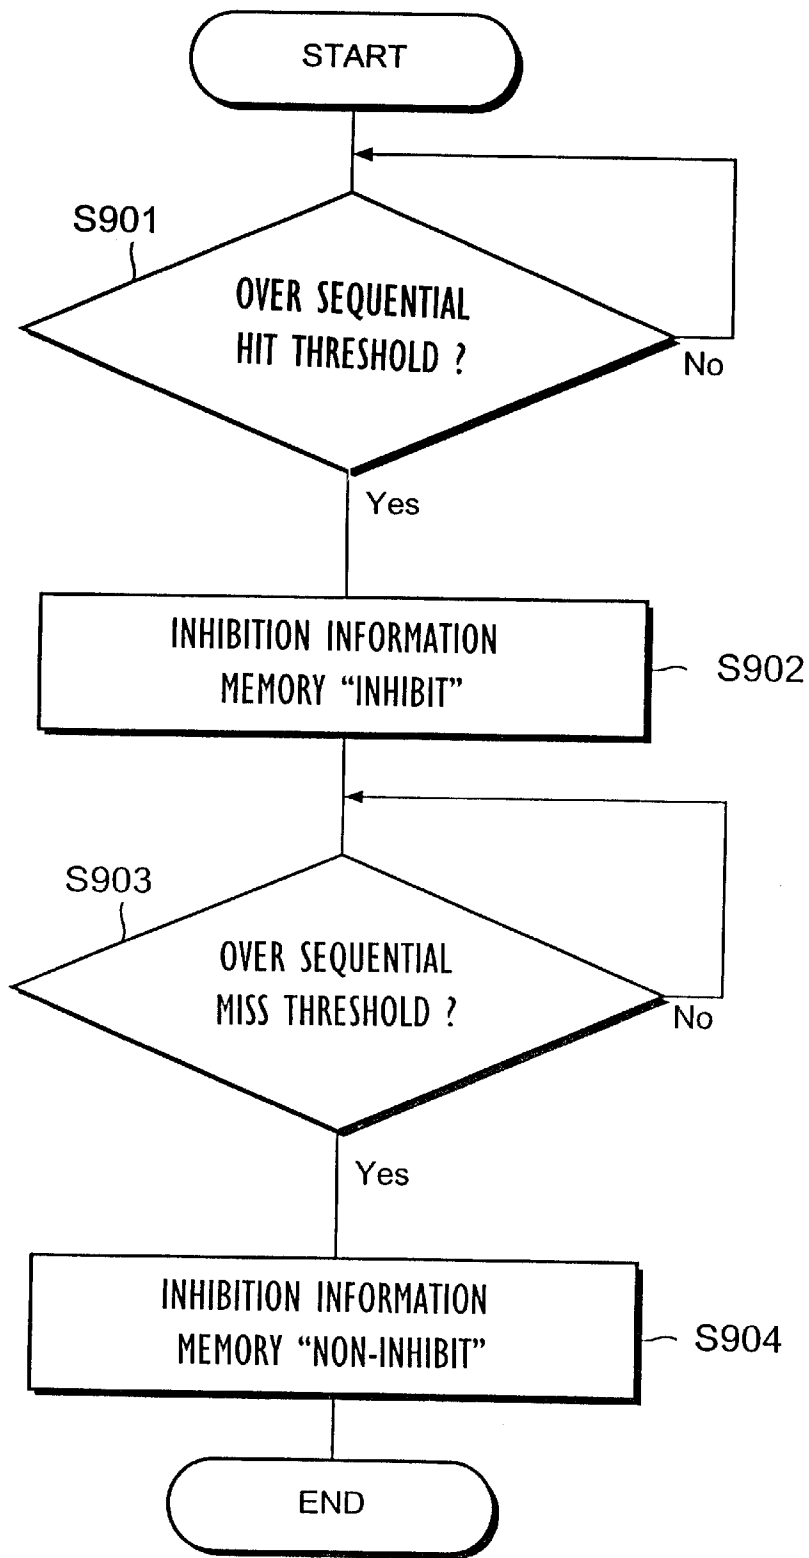 START
S901
OVER SEQUENTIAL
HIT THRESHOLD ?
No
Yes
INHIBITION INFORMATION
MEMORY “INHIBIT”
S902
S903
OVER SEQUENTIAL
MISS THRESHOLD ?
No
Yes
INHIBITION INFORMATION
MEMORY “NON-INHIBIT”
S904
END